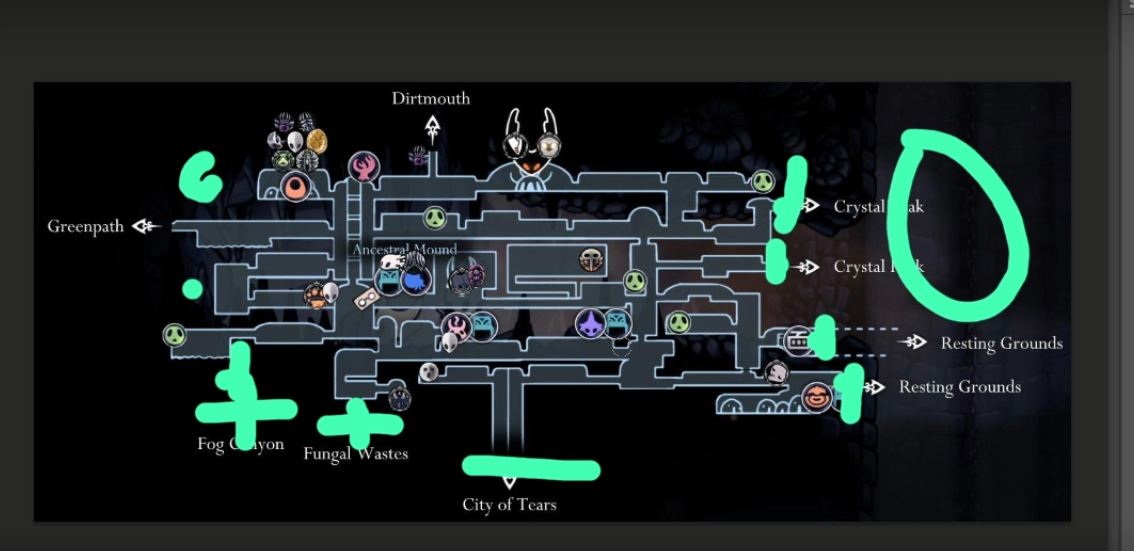 Dirtmouth
Greenpath
Crystal
Ancestral Mound
Crystal
Resting Grounds
Resting Grounds
Fog
Fungal Wastes
City of Tears